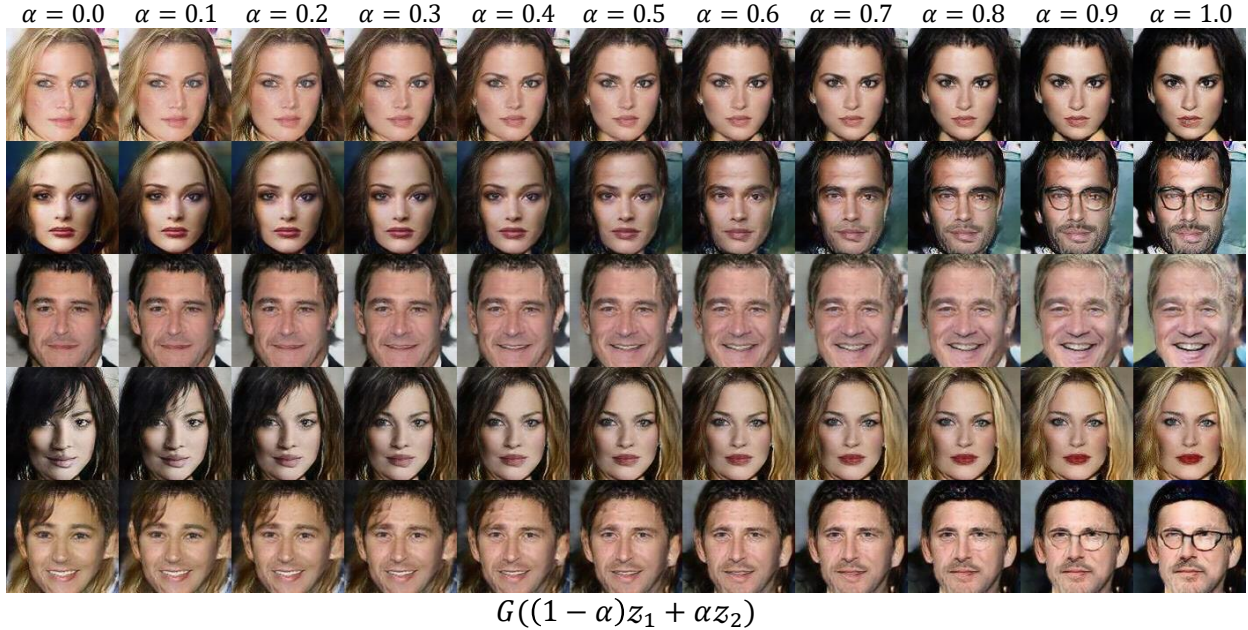 α = 0.0 α = 0.1 α = 0.2 α = 0.3 α = 0.4 α = 0.5 α = 0.6 α = 0.7 α = 0.8 α = 0.9 α = 1.0
G((1 − α)z₁ + αz₂)